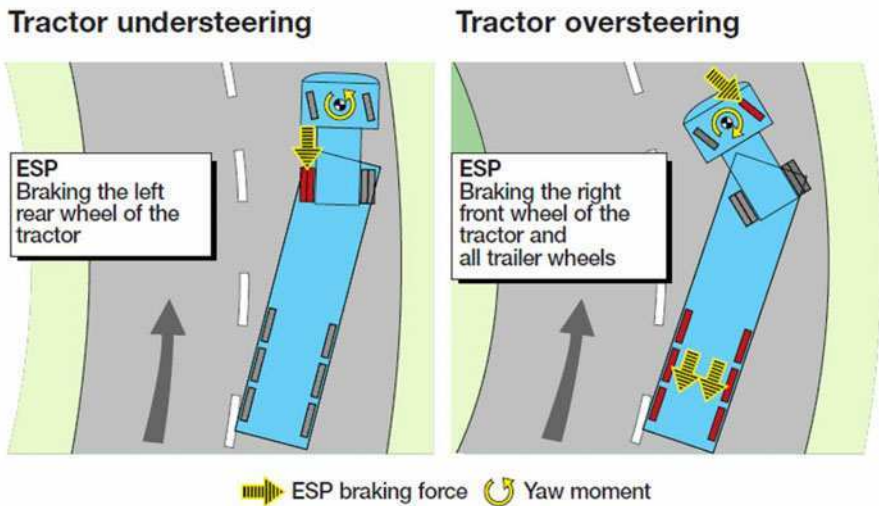 Tractor understeering
Tractor oversteering
ESP
Braking the left
rear wheel of the
tractor
ESP
Braking the right
front wheel of the
tractor and
all trailer wheels
ESP braking force
Yaw moment